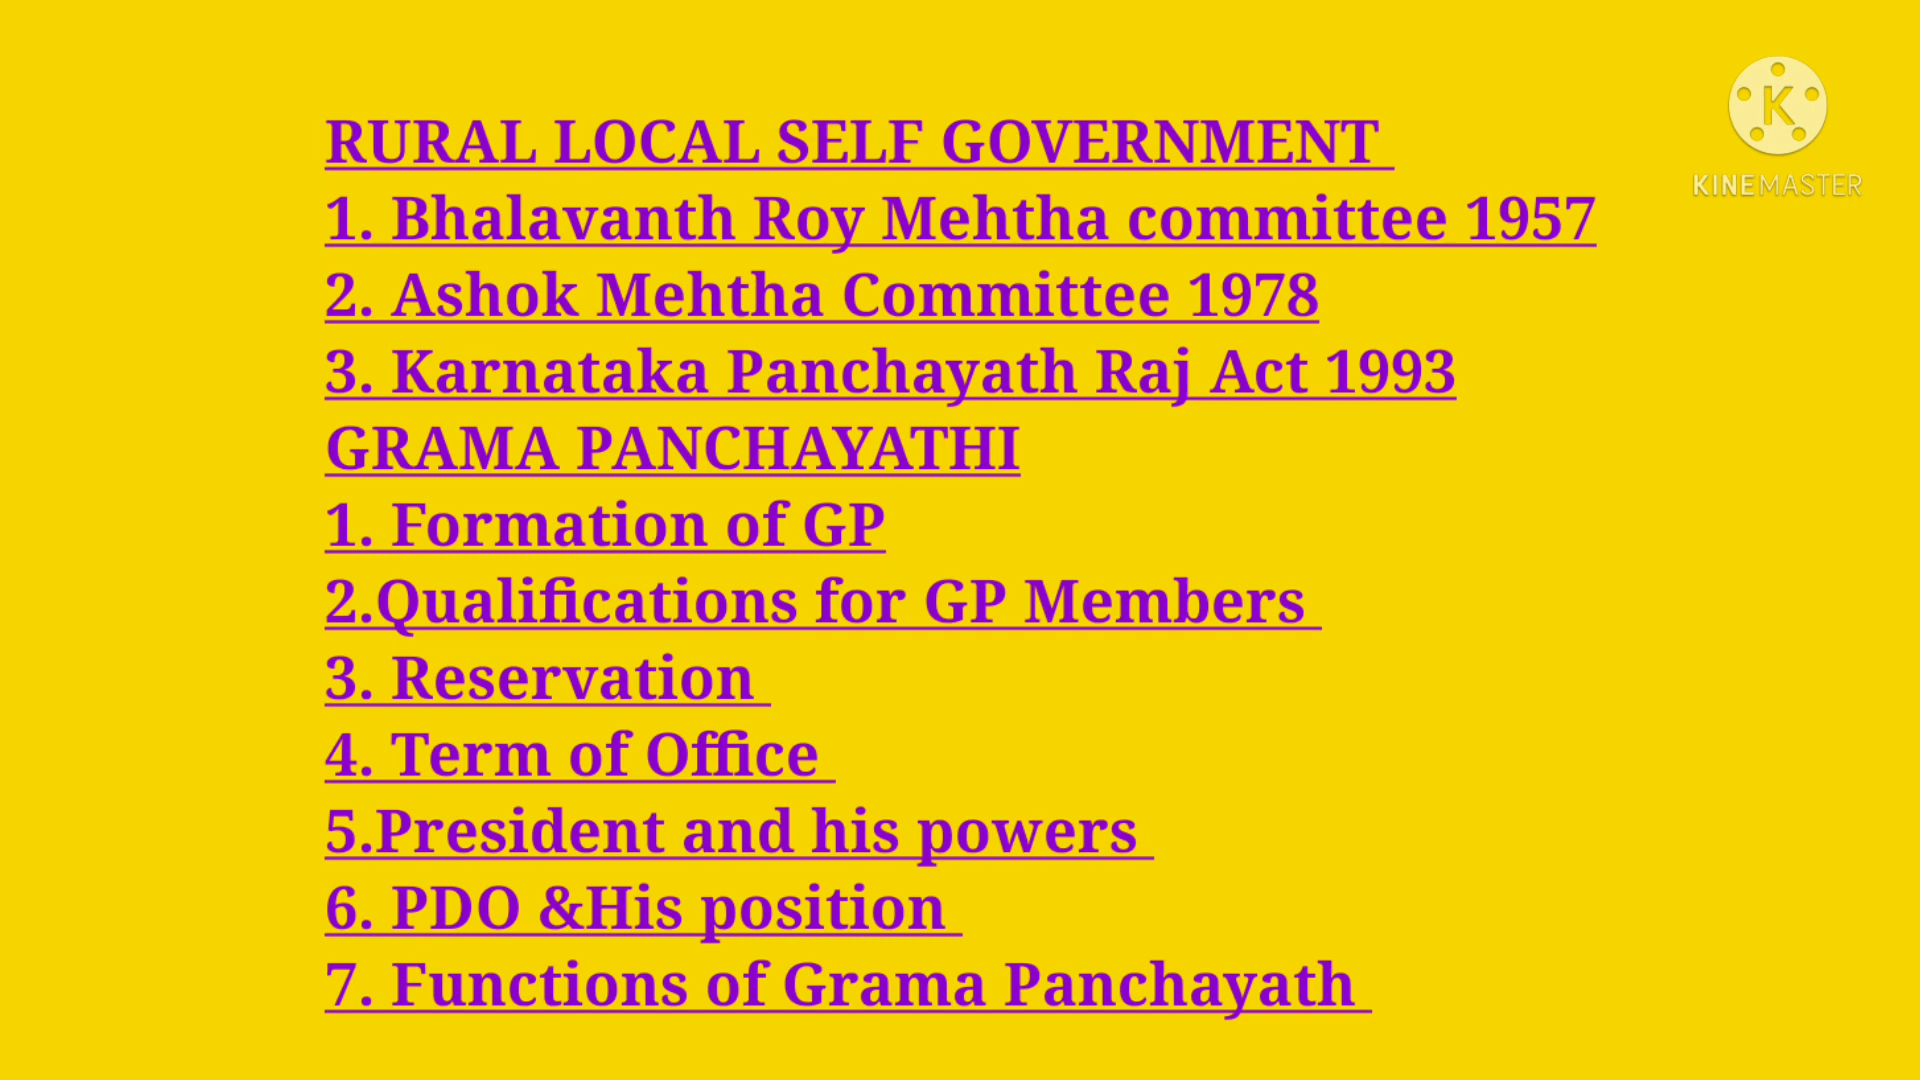 RURAL LOCAL SELF GOVERNMENT
1. Bhalavanth Roy Mehtha committee 1957
2. Ashok Mehtha Committee 1978
3. Karnataka Panchayath Raj Act 1993
GRAMA PANCHAYATHI
1. Formation of GP
2.Qualifications for GP Members
3. Reservation
4. Term of Office
5.President and his powers
6. PDO &His position
7. Functions of Grama Panchayath
K
KINEMASTER